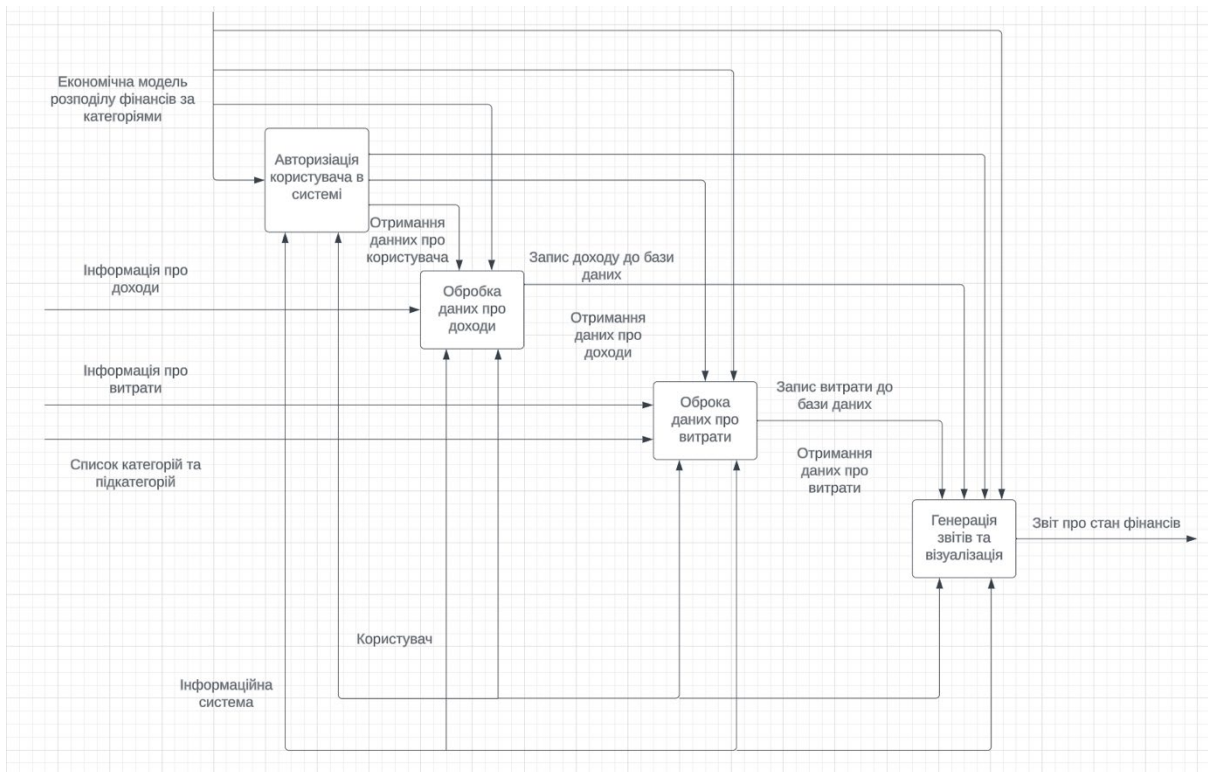 Економічна модель
розподілу фінансів за
категоріями
Авторизіація
користувача в
системі
Отримання
данних про
користувача
Інформація про
доходи
Обробка
даних про
доходи
Запис доходу до бази
даних
Отримання
даних про
доходи
Інформація про
витрати
Список категорій та
підкатегорій
Оброка
даних про
витрати
Запис витрати до
бази даних
Отримання
даних про
витрати
Генерація
звітів та
візуалізація
Звіт про стан фінансів
Користувач
Інформаційна
система